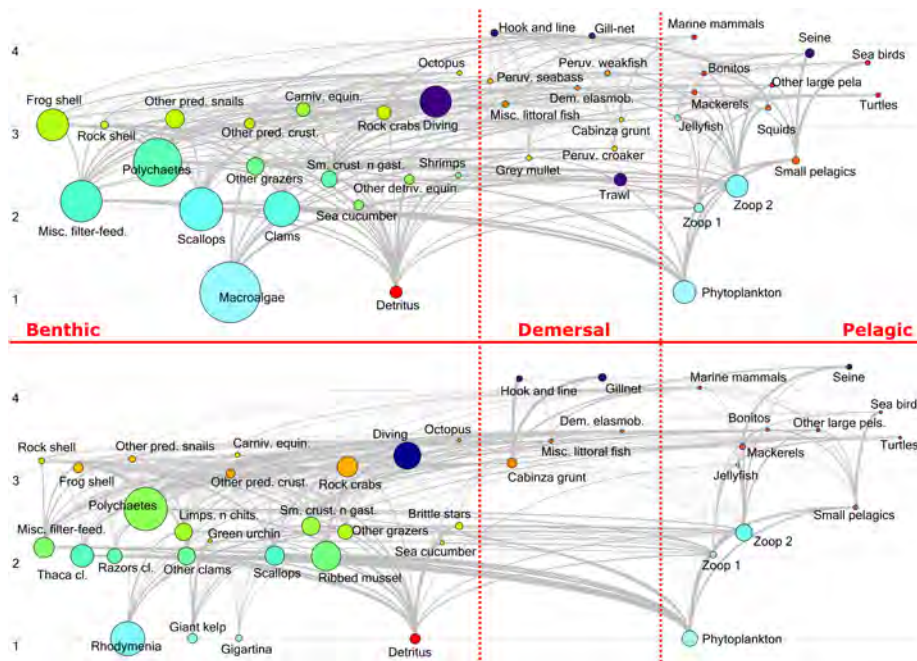 Hook and line
Gill-net
Marine mammals
Seine
4
Octopus
Peruv. weakfish
Bonitos
Sea birds
Peruv. seabass
Other large pela
Frog shell
Other pred. snails
Carniv. equin.
Dem. elasmob.
Mackerels
Turtles
Misc. littoral fish
3
Rock shell
Other pred. crust.
Rock crabs
Diving
Cabinza grunt
Jellyfish
Squids
Polychaetes
Other grazers
Sm. crust. n gast.
Shrimps
Peruv. croaker
Grey mullet
Small pelagics
Other detriv. equin.
Trawl
Zoop 2
2
Misc. filter-feed.
Scallops
Clams
Sea cucumber
Zoop 1
1
Macroalgae
Detritus
Phytoplankton
Benthic
Demersal
Pelagic
4
Hook and line
Gillnet
Marine mammals
Seine
Sea bird
Rock shell
Other pred. snails
Carniv. equin.
Diving
Octopus
Dem. elasmob.
Bonitos
Other large pels.
Turtles
Misc. littoral fish
Mackerels
3
Frog shell
Other pred. crust.
Rock crabs
Cabinza grunt
Jellyfish
Polychaetes
Limps. n chits.
Sm. crust. n gast.
Brittle stars
Small pelagics
Misc. filter-feed.
Green urchin
Other grazers
Zoop 2
Sea cucumber
2
Thaca cl.
Razors cl.
Other clams
Scallops
Ribbed mussel
Zoop 1
1
Rhodymenia
Giant kelp
Gigartina
Detritus
Phytoplankton